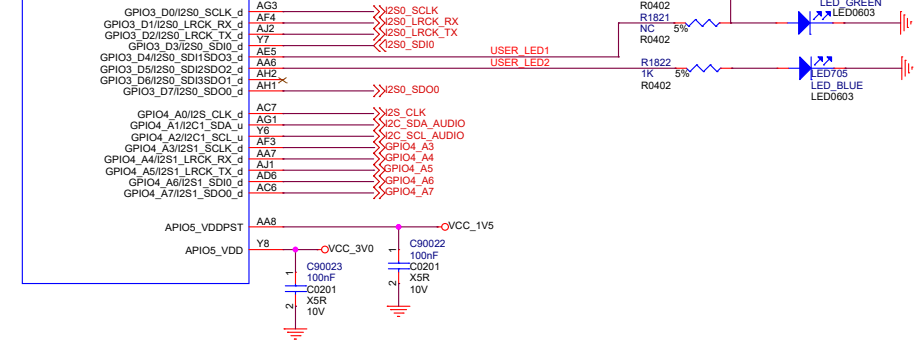 GPIO3_D0/I2S0_SCLK_d AG3 I2S0_SCLK
GPIO3_D1/I2S0_LRCK_RX_d AF4 I2S0_LRCK_RX
GPIO3_D2/I2S0_LRCK_TX_d AJ2 I2S0_LRCK_TX
GPIO3_D3/I2S0_SDI0_d Y7 I2S0_SDI0
GPIO3_D4/I2S0_SDI1SDO3_d AE5 USER_LED1
GPIO3_D5/I2S0_SDI2SDO2_d AA6 USER_LED2
GPIO3_D6/I2S0_SDI3SDO1_d AH2
GPIO3_D7/I2S0_SDO0_d AH1 I2S0_SDO0
GPIO4_A0/I2S_CLK_d AC7 I2S_CLK
GPIO4_A1/I2C1_SDA_u AG1 I2C_SDA_AUDIO
GPIO4_A2/I2C1_SCL_u Y6 I2C_SCL_AUDIO
GPIO4_A3/I2S1_SCLK_d AF3 GPIO4_A3
GPIO4_A4/I2S1_LRCK_RX_d AA7 GPIO4_A4
GPIO4_A5/I2S1_LRCK_TX_d AJ1 GPIO4_A5
GPIO4_A6/I2S1_SDI0_d AD6 GPIO4_A6
GPIO4_A7/I2S1_SDO0_d AC6 GPIO4_A7
APIO5_VDDPST AA8 VCC_1V5
APIO5_VDD Y8 VCC_3V0
C90023
100nF
C0201
X5R
10V
1
2
C90022
100nF
C0201
X5R
10V
1
2
R0402
R1821
NC 5%
R0402
LED_GREEN
LED0603
R1822
1K 5%
R0402
LED705
LED_BLUE
LED0603